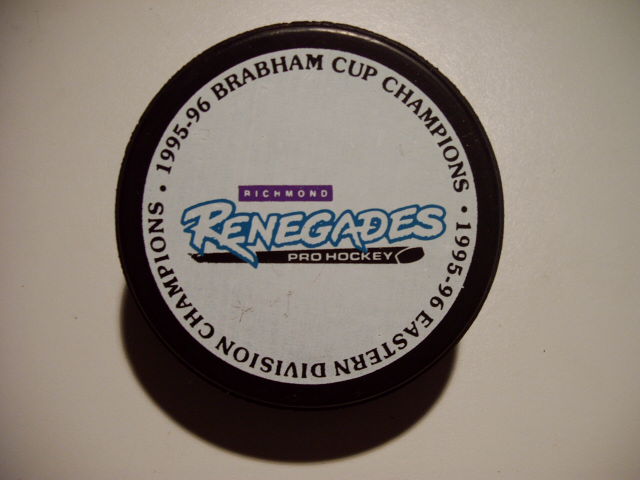 • 1995-96 BRABHAM CUP CHAMPIONS
• 1995-96 EASTERN DIVISION CHAMPIONS
RICHMOND
RENEGADES
PRO HOCKEY